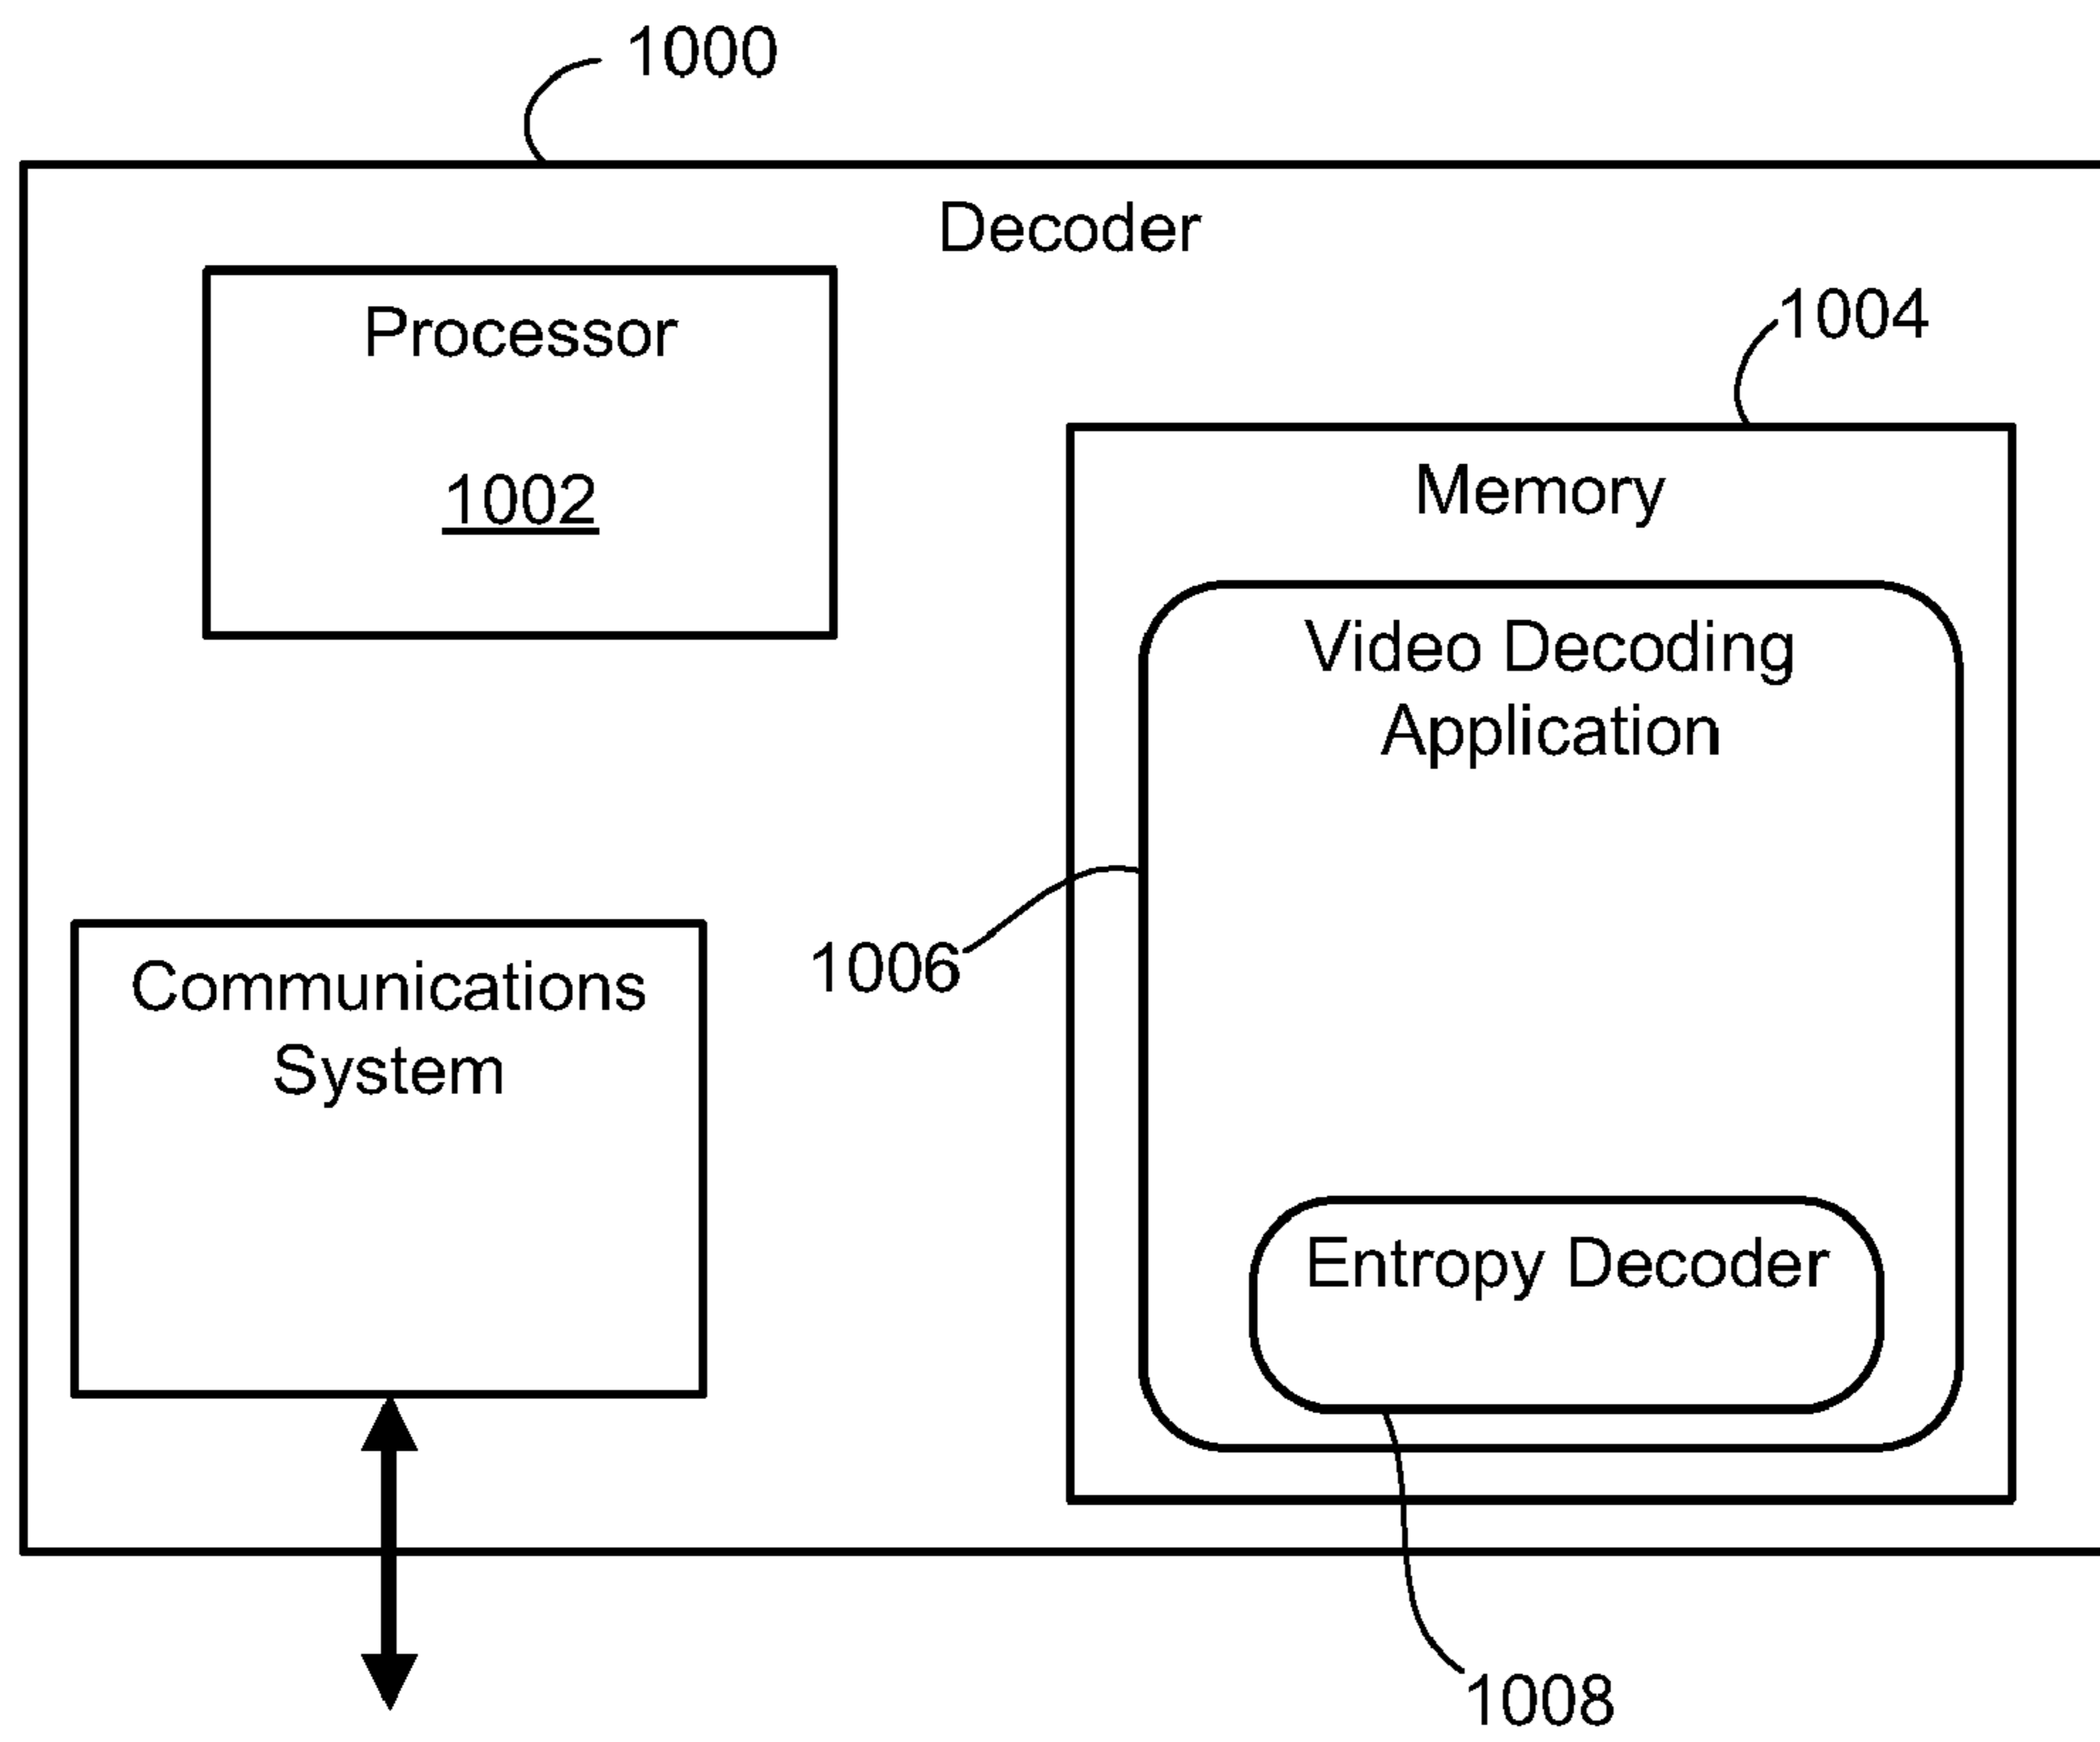 1000
Decoder
Processor
1002
1004
Memory
Video Decoding
Application
1006
Communications
System
Entropy Decoder
1008